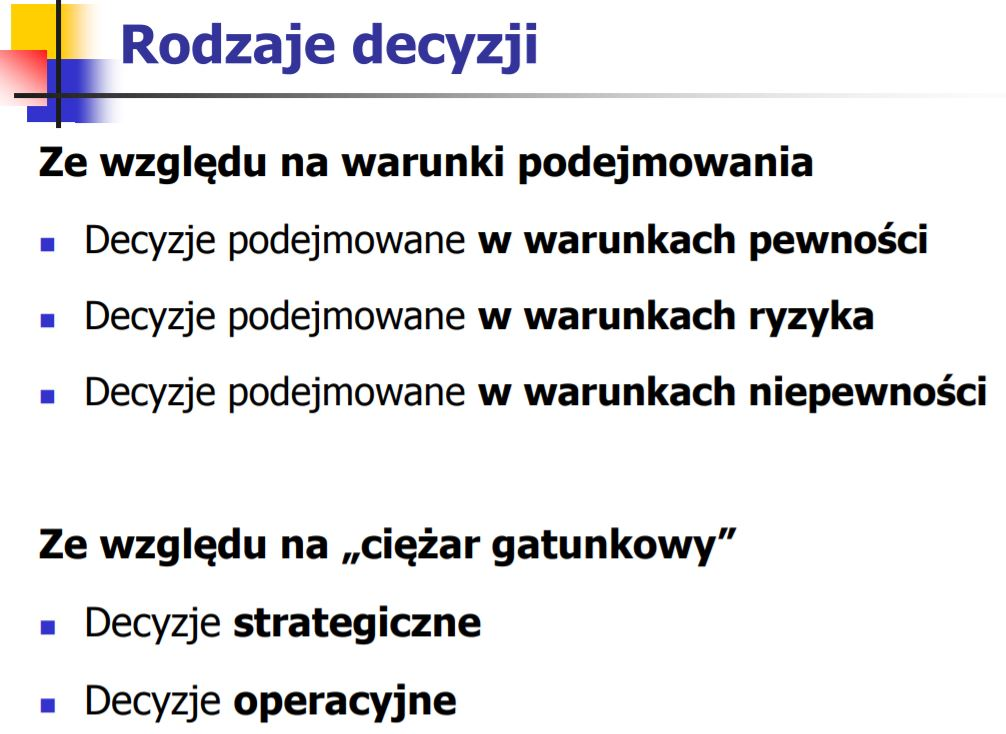 Rodzaje decyzji
Ze względu na warunki podejmowania
Decyzje podejmowane w warunkach pewności
Decyzje podejmowane w warunkach ryzyka
Decyzje podejmowane w warunkach niepewności
Ze względu na „ciężar gatunkowy”
Decyzje strategiczne
Decyzje operacyjne